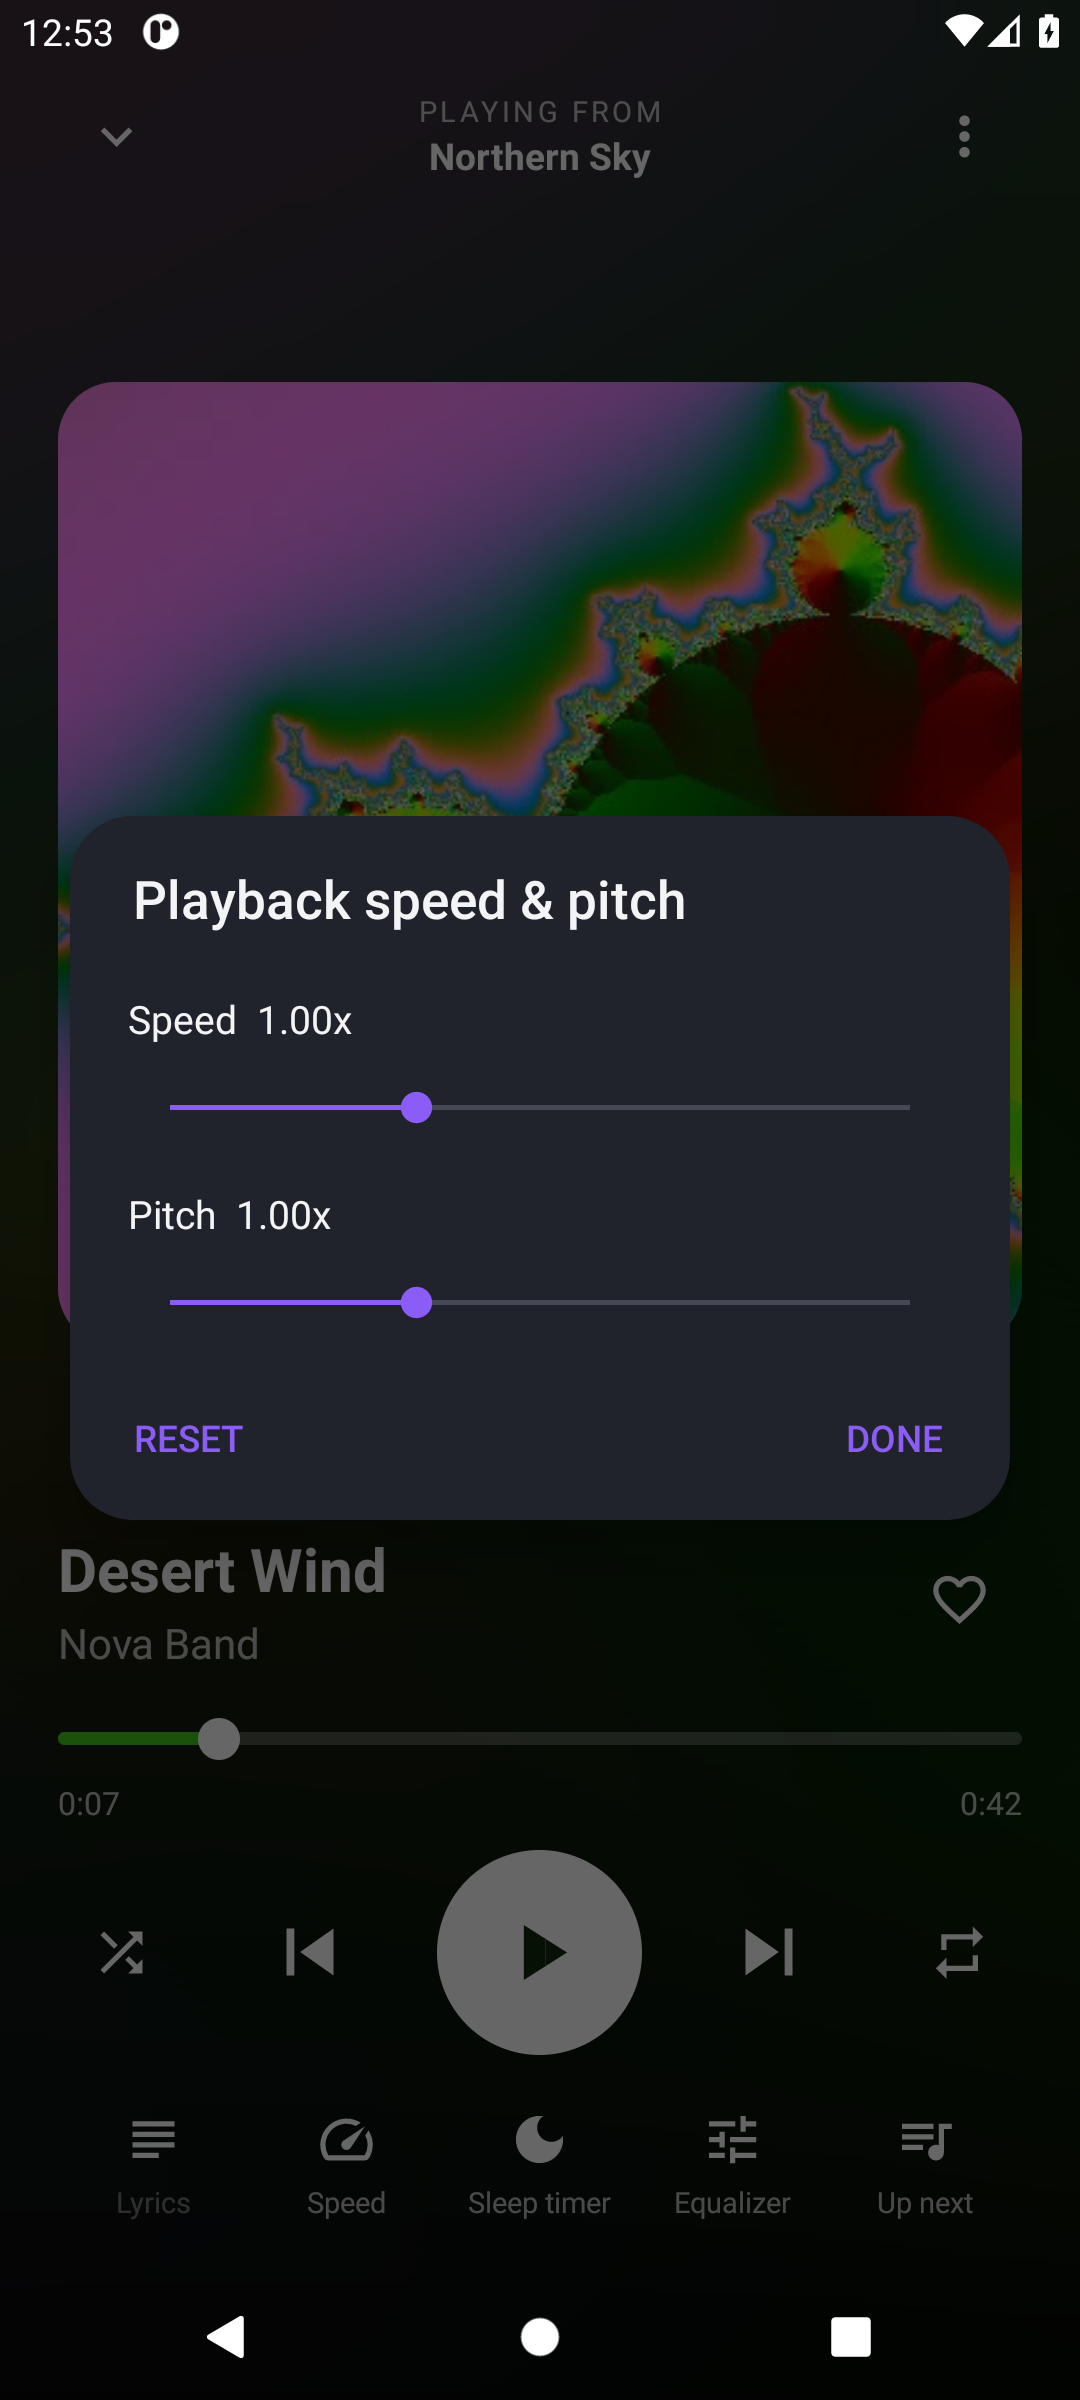 12:53
PLAYING FROM
Northern Sky
Playback speed & pitch
Speed 1.00x
Pitch 1.00x
RESET DONE
Desert Wind
Nova Band
0:07 0:42
Lyrics Speed Sleep timer Equalizer Up next